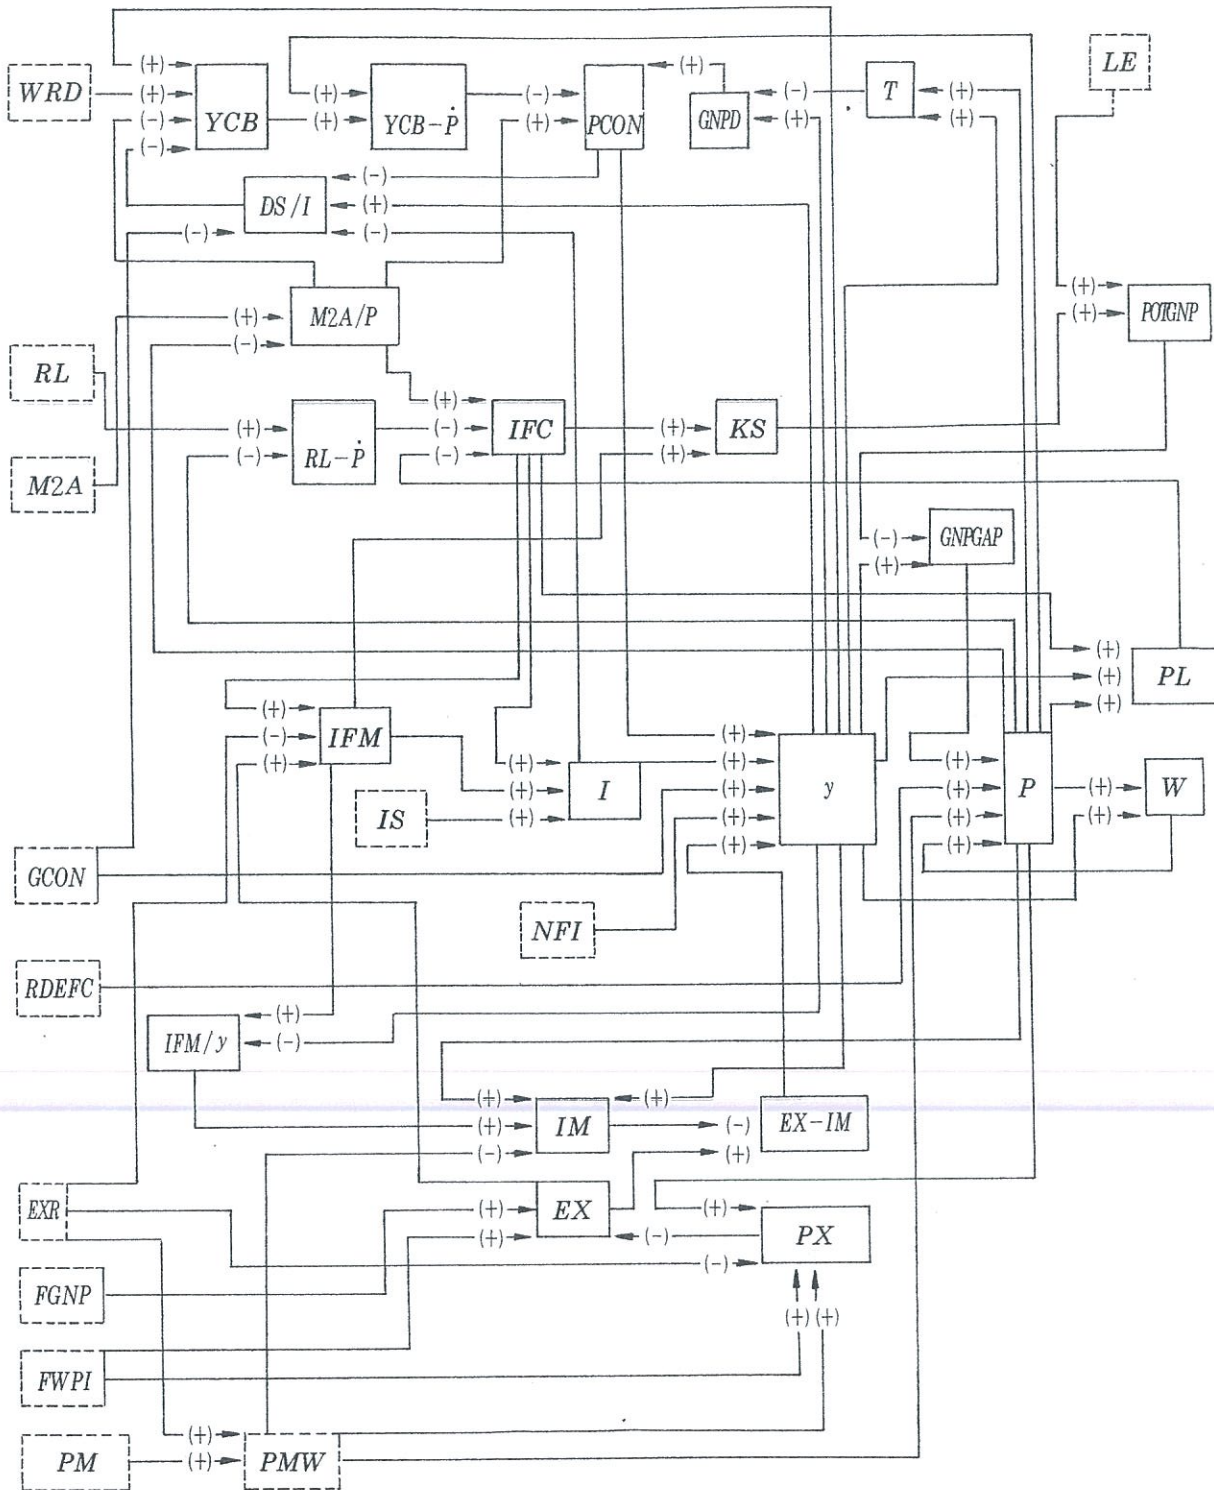 (+)
WRD (+) YCB (+) YCB-Ṗ (-) PCON (+) GNPD (-) T (+) LE
(-) (+) (+) (+) (+)
(-)
DS/I (-)
(+)
(-) (-)
M2A/P (+) POTGNP
(+) (+)
RL (-)
(+)
(+) RL-Ṗ (-) IFC (+) KS
M2A (-) (-) (+)
(-) GNPGAP
(+)
(+)
(+) PL
(+) (+)
(-) IFM (+)
(+) (+) I (+) y (+) P (+) W
IS (+) (+) (+) (+)
(+) (+)
(+) (+)
GCON
NFI
RDEFC
(+)
IFM/y (-)
(+) (+)
(+) IM (-) EX-IM
(-) (+)
EXR (+) EX (+) PX
(+) (-)
(-)
FGNP (+) (+)
FWPI
(+)
PM (+) PMW